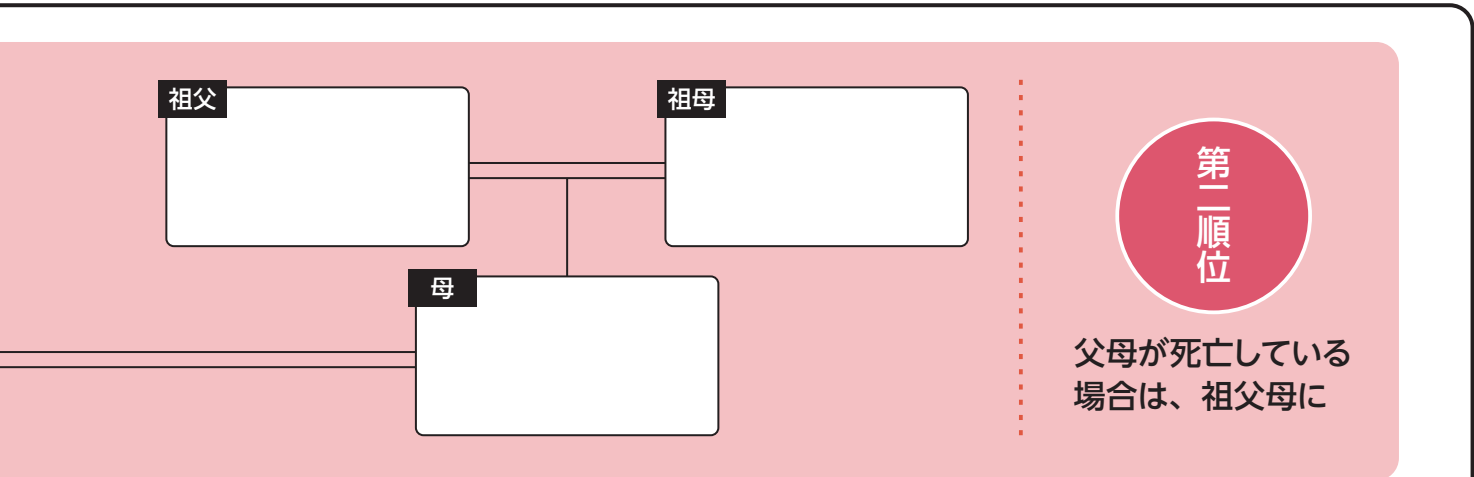 祖父
祖母
母
第二順位
父母が死亡している
場合は、祖父母に